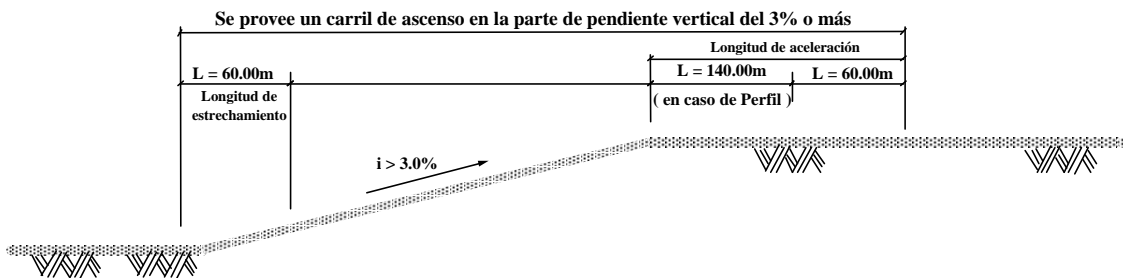 Se provee un carril de ascenso en la parte de pendiente vertical del 3% o más
Longitud de aceleración
L = 60.00m
L = 140.00m
L = 60.00m
Longitud de
estrechamiento
( en caso de Perfil )
i > 3.0%